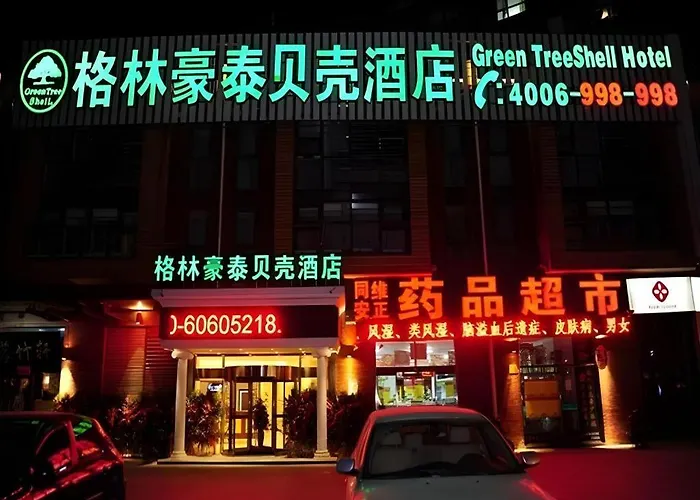 格林豪泰贝壳酒店
Green TreeShell Hotel
:4006-998-998
GreenTree
Shell
格林豪泰贝壳酒店
0-60605218.
同维
安正
药品超市
风湿、类风湿、脑溢血后遗症、皮肤病、男女